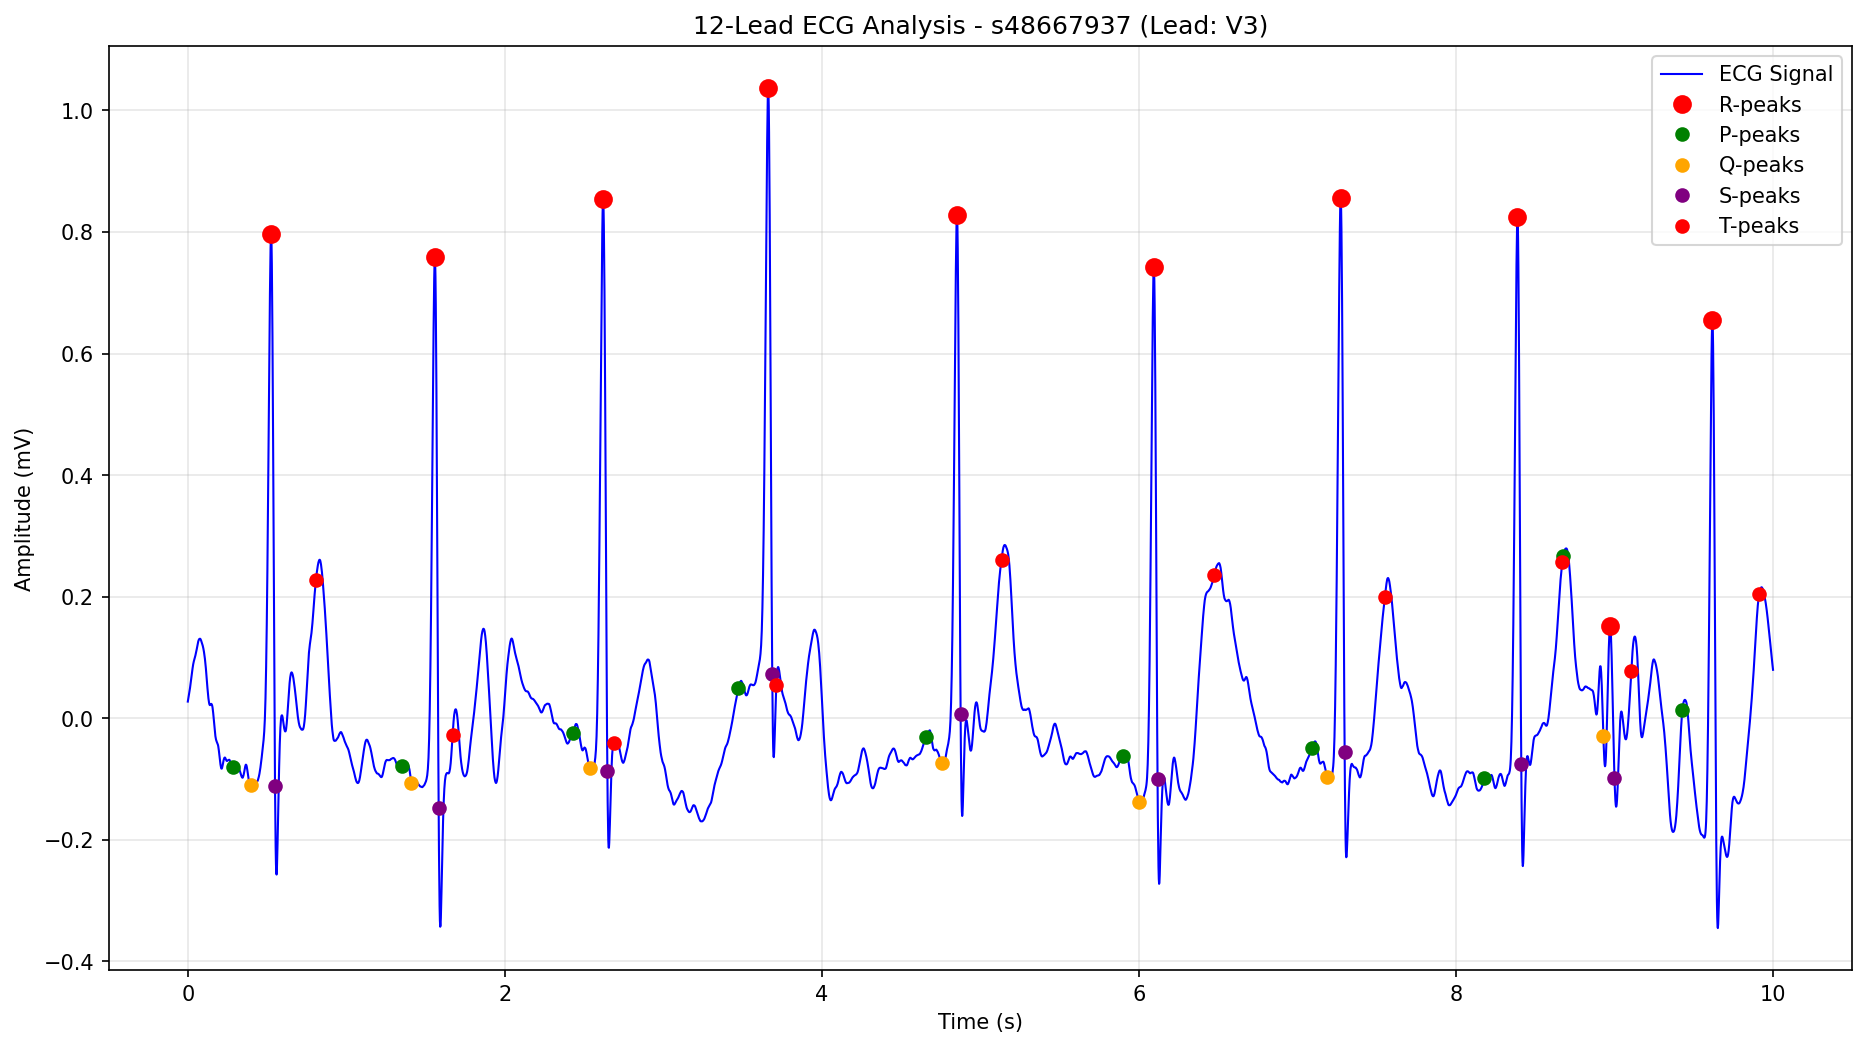 12-Lead ECG Analysis - s48667937 (Lead: V3)
ECG Signal
R-peaks
P-peaks
Q-peaks
S-peaks
T-peaks
Amplitude (mV)
1.0
0.8
0.6
0.4
0.2
0.0
−0.2
−0.4
0 2 4 6 8 10
Time (s)